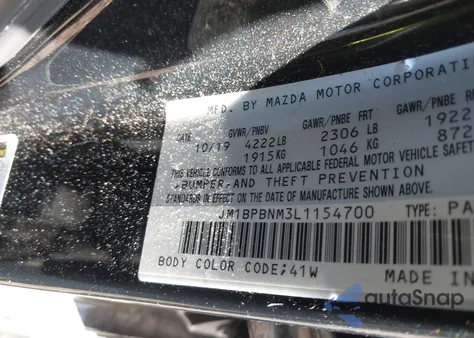 MFD. BY MAZDA MOTOR CORPORATI
DATE GVWR/PNBV GAWR/PNBE FRT GAWR/PNBE RE
10/19 4222LB 2306 LB 1922
1915KG 1046 KG 872
THIS VEHICLE CONFORMS TO ALL APPLICABLE FEDERAL MOTOR VEHICLE SAFETY
,BUMPER,AND THEFT PREVENTION
STANDARDS IN EFFECT ON THE DATE OF MANUFACTURE SHOWN ABOVE.
JM1BPBNM3L1154700 TYPE: PA
BODY COLOR CODE;41W MADE IN
autoSnap